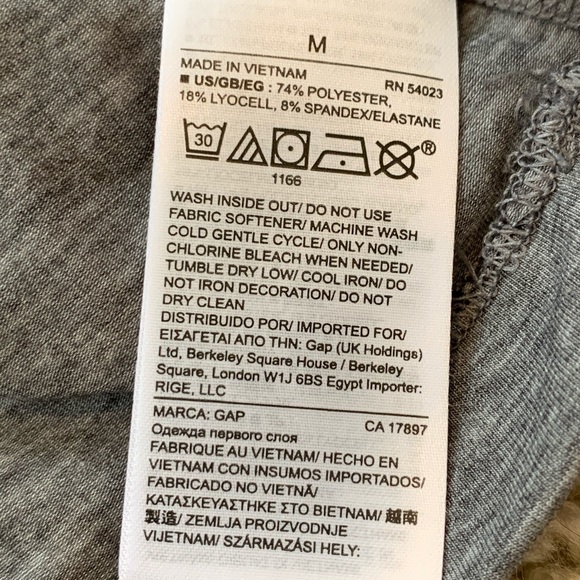 M
MADE IN VIETNAM RN 54023
US/GB/EG : 74% POLYESTER,
18% LYOCELL, 8% SPANDEX/ELASTANE
30 ®
1166
WASH INSIDE OUT/ DO NOT USE
FABRIC SOFTENER/ MACHINE WASH
COLD GENTLE CYCLE/ ONLY NON-
CHLORINE BLEACH WHEN NEEDED/
TUMBLE DRY LOW/ COOL IRON/ DO
NOT IRON DECORATION/ DO NOT
DRY CLEAN
DISTRIBUIDO POR/ IMPORTED FOR/
ΕΙΣΑΓΕΤΑΙ ΑΠΟ ΤΗΝ: Gap (UK Holdings)
Ltd, Berkeley Square House / Berkeley
Square, London W1J 6BS Egypt Importer:
RIGE, LLC
MARCA: GAP CA 17897
Одежда первого слоя
FABRIQUE AU VIETNAM/ HECHO EN
VIETNAM CON INSUMOS IMPORTADOS/
FABRICADO NO VIETNÃ/
ΚΑΤΑΣΚΕΥΑΣΤΗΚΕ ΣΤΟ ΒΙΕΤΝΑΜ/ 越南
製造/ ZEMLJA PROIZVODNJE
VIJETNAM/ SZÁRMAZÁSI HELY: